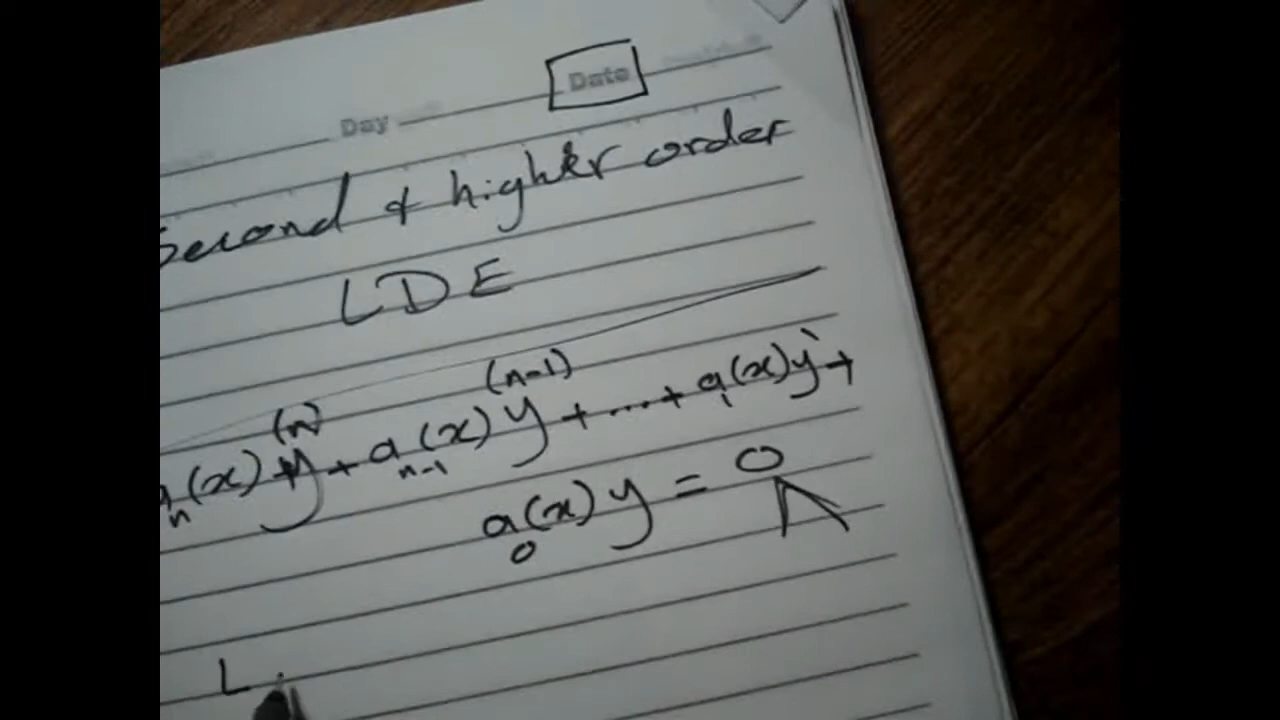 Date
Day
Second & higher order
LDE
aₙ(x) y⁽ⁿ⁾ + aₙ₋₁(x) y⁽ⁿ⁻¹⁾ + ... + a₁(x) y` +
a₀(x) y = 0
L